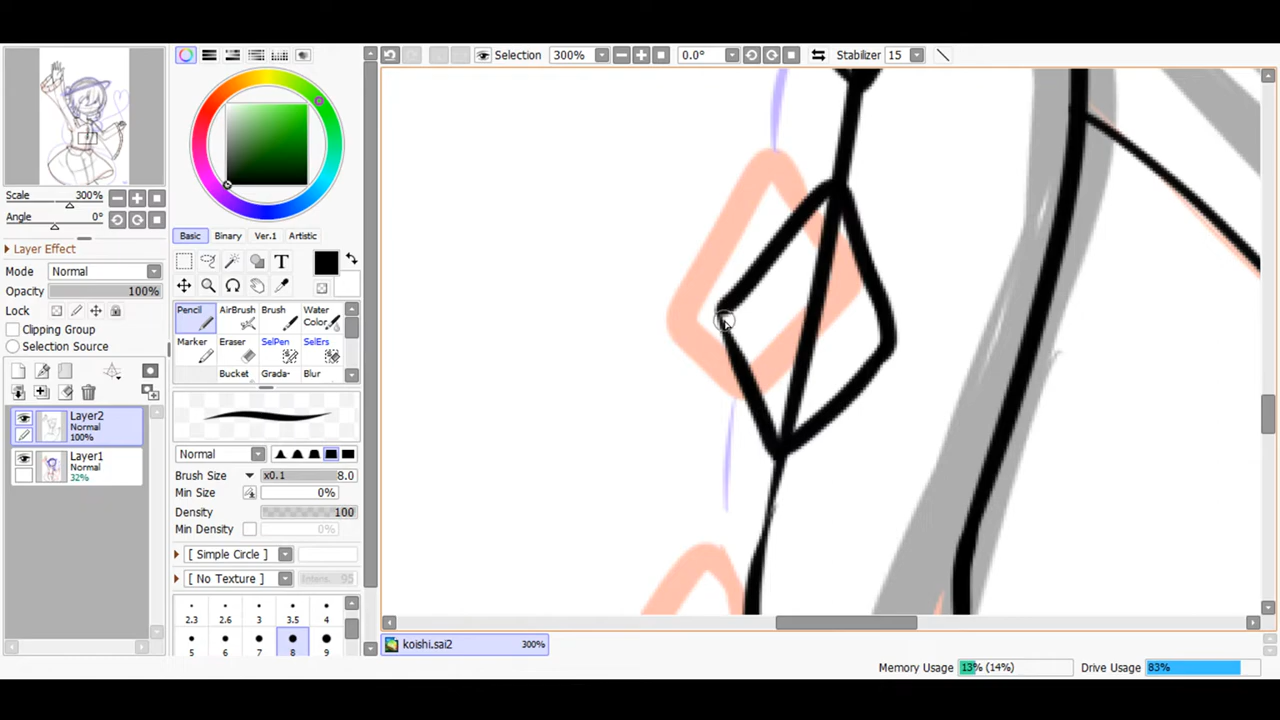 Selection 300% 0.0° Stabilizer 15
Scale 300%
Angle 0°
Layer Effect
Mode Normal
Opacity 100%
Lock
Clipping Group
Selection Source
Layer2
Normal
100%
Layer1
Normal
32%
Basic Binary Ver.1 Artistic
T
Pencil AirBrush Brush Water Color
Marker Eraser SelPen SelErs
Bucket Grada- Blur
Normal
Brush Size x0.1 8.0
Min Size 0%
Density 100
Min Density 0%
[ Simple Circle ]
[ No Texture ] Intens. 95
2.3 2.6 3 3.5 4
5 6 7 8 9
koishi.sai2 300%
Memory Usage 13% (14%) Drive Usage 83%